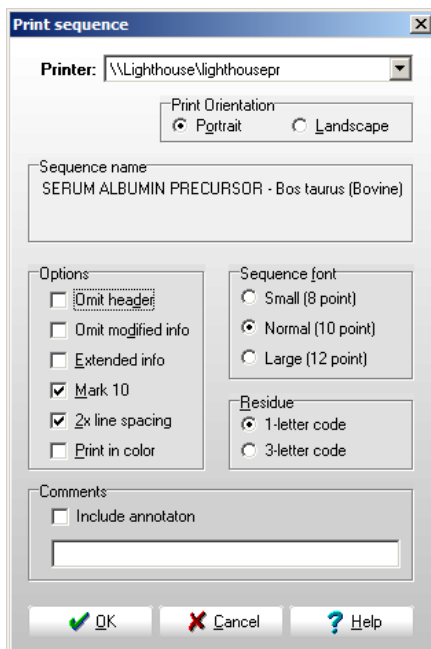 Print sequence
Printer: \\Lighthouse\lighthousepr
Print Orientation
Portrait Landscape
Sequence name
SERUM ALBUMIN PRECURSOR - Bos taurus (Bovine)
Options
Omit header
Omit modified info
Extended info
Mark 10
2x line spacing
Print in color
Sequence font
Small (8 point)
Normal (10 point)
Large (12 point)
Residue
1-letter code
3-letter code
Comments
Include annotaton
OK Cancel Help